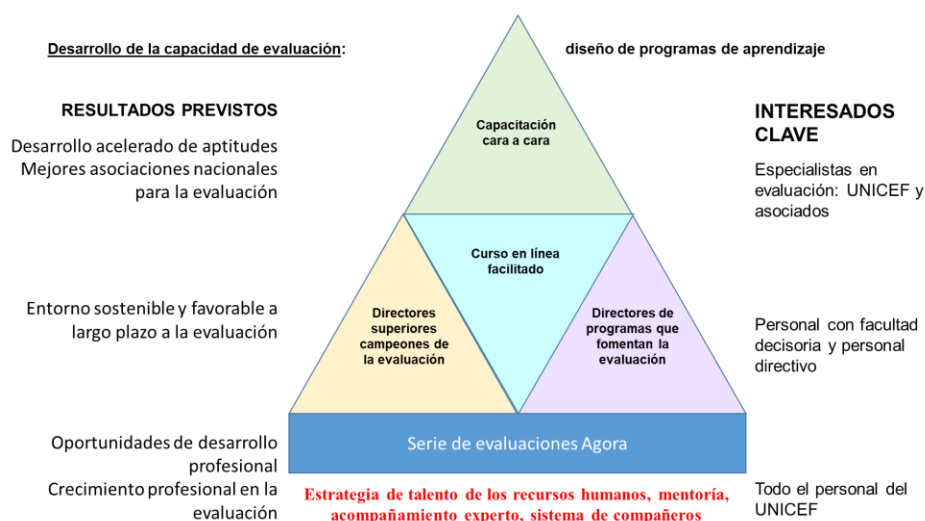 Desarrollo de la capacidad de evaluación:
diseño de programas de aprendizaje
RESULTADOS PREVISTOS
Desarrollo acelerado de aptitudes
Mejores asociaciones nacionales
para la evaluación
Capacitación
cara a cara
INTERESADOS
CLAVE
Especialistas en
evaluación: UNICEF y
asociados
Entorno sostenible y favorable a
largo plazo a la evaluación
Curso en línea
facilitado
Directores
superiores
campeones de
la evaluación
Directores de
programas que
fomentan la
evaluación
Personal con facultad
decisoria y personal
directivo
Oportunidades de desarrollo
profesional
Crecimiento profesional en la
evaluación
Serie de evaluaciones Agora
Estrategia de talento de los recursos humanos, mentoría,
acompañamiento experto, sistema de compañeros
Todo el personal del
UNICEF